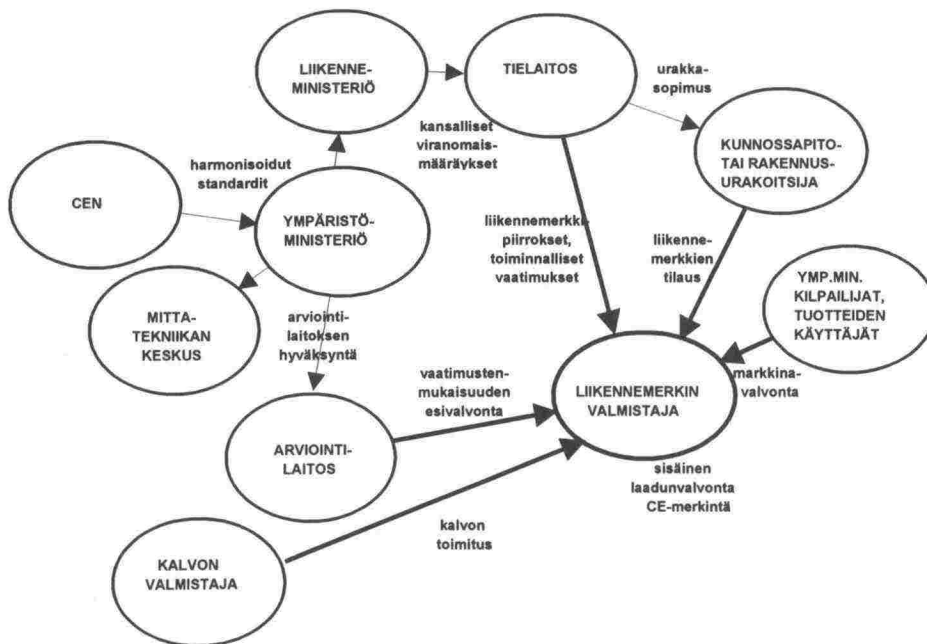 LIIKENNE-
MINISTERIÖ
TIELAITOS
urakka-
sopimus
kansalliset
viranomais-
määräykset
KUNNOSSAPITO-
TAI RAKENNUS-
URAKOITSIJA
harmonisoidut
standardit
CEN
YMPÄRISTÖ-
MINISTERIÖ
liikennemerkki-
piirrokset,
toiminnalliset
vaatimukset
liikenne-
merkkien
tilaus
YMP.MIN.
KILPAILIJAT,
TUOTTEIDEN
KÄYTTÄJÄT
MITTA-
TEKNIIKAN
KESKUS
arviointi-
laitoksen
hyväksyntä
vaatimusten-
mukaisuuden
esivalvonta
LIIKENNEMERKIN
VALMISTAJA
markkina-
valvonta
ARVIOINTI-
LAITOS
sisäinen
laadunvalvonta
CE-merkintä
kalvon
toimitus
KALVON
VALMISTAJA